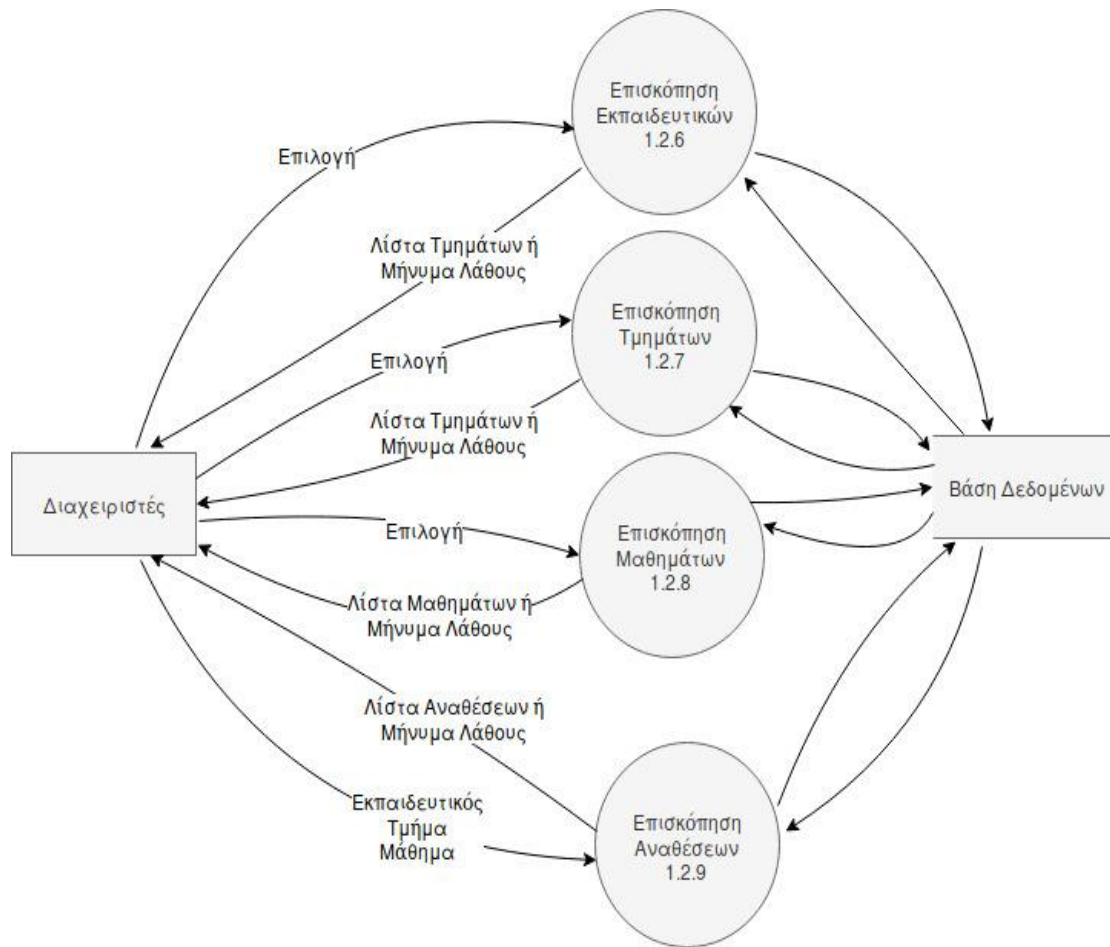 Επισκόπηση
Εκπαιδευτικών
1.2.6
Επιλογή
Λίστα Τμημάτων ή
Μήνυμα Λάθους
Επισκόπηση
Τμημάτων
1.2.7
Επιλογή
Λίστα Τμημάτων ή
Μήνυμα Λάθους
Διαχειριστές
Βάση Δεδομένων
Επιλογή
Επισκόπηση
Μαθημάτων
1.2.8
Λίστα Μαθημάτων ή
Μήνυμα Λάθους
Λίστα Αναθέσεων ή
Μήνυμα Λάθους
Εκπαιδευτικός
Τμήμα
Μάθημα
Επισκόπηση
Αναθέσεων
1.2.9